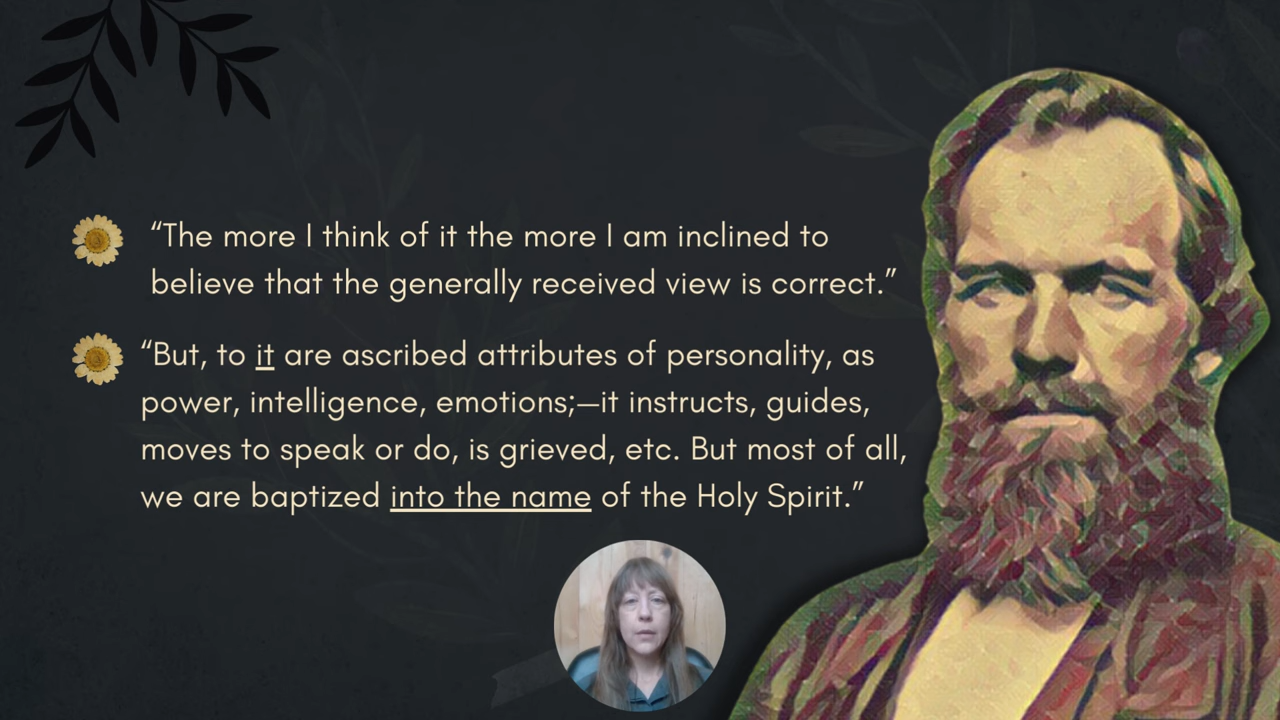 “The more I think of it the more I am inclined to
believe that the generally received view is correct.”
“But, to it are ascribed attributes of personality, as
power, intelligence, emotions;—it instructs, guides,
moves to speak or do, is grieved, etc. But most of all,
we are baptized into the name of the Holy Spirit.”